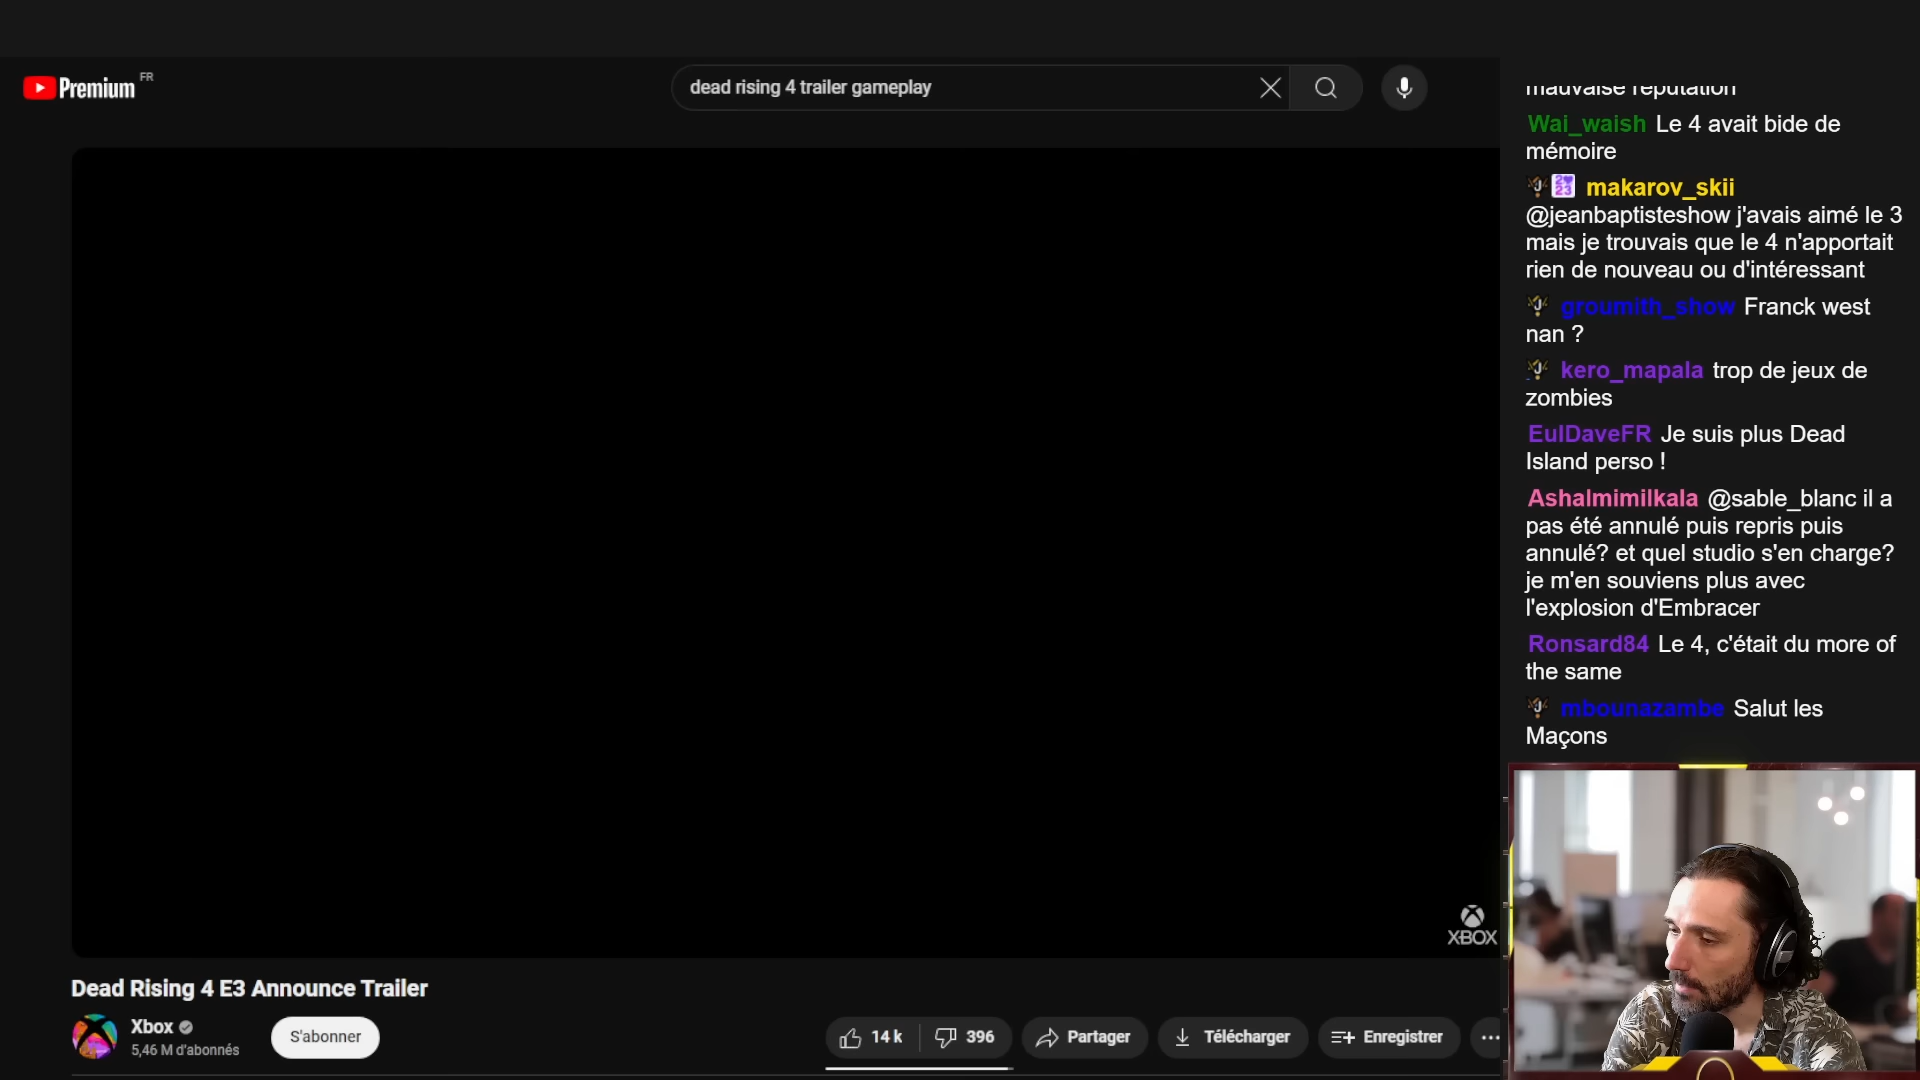 Premium FR
dead rising 4 trailer gameplay
mauvaise réputation
Wai_waish Le 4 avait bide de
mémoire
makarov_skii
@jeanbaptisteshow j'avais aimé le 3
mais je trouvais que le 4 n'apportait
rien de nouveau ou d'intéressant
groumith_show Franck west
nan ?
kero_mapala trop de jeux de
zombies
EulDaveFR Je suis plus Dead
Island perso !
Ashalmimilkala @sable_blanc il a
pas été annulé puis repris puis
annulé? et quel studio s'en charge?
je m'en souviens plus avec
l'explosion d'Embracer
Ronsard84 Le 4, c'était du more of
the same
mbounazambe Salut les
Maçons
XBOX
Dead Rising 4 E3 Announce Trailer
Xbox
5,46 M d'abonnés
S'abonner
14 k
396
Partager
Télécharger
Enregistrer